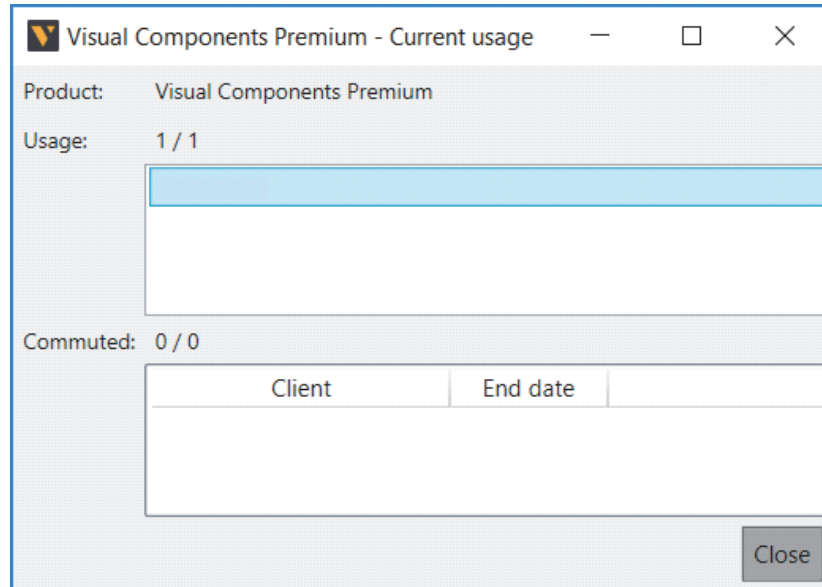 Visual Components Premium - Current usage
Product: Visual Components Premium
Usage: 1 / 1
Commuted: 0 / 0
Client End date
Close